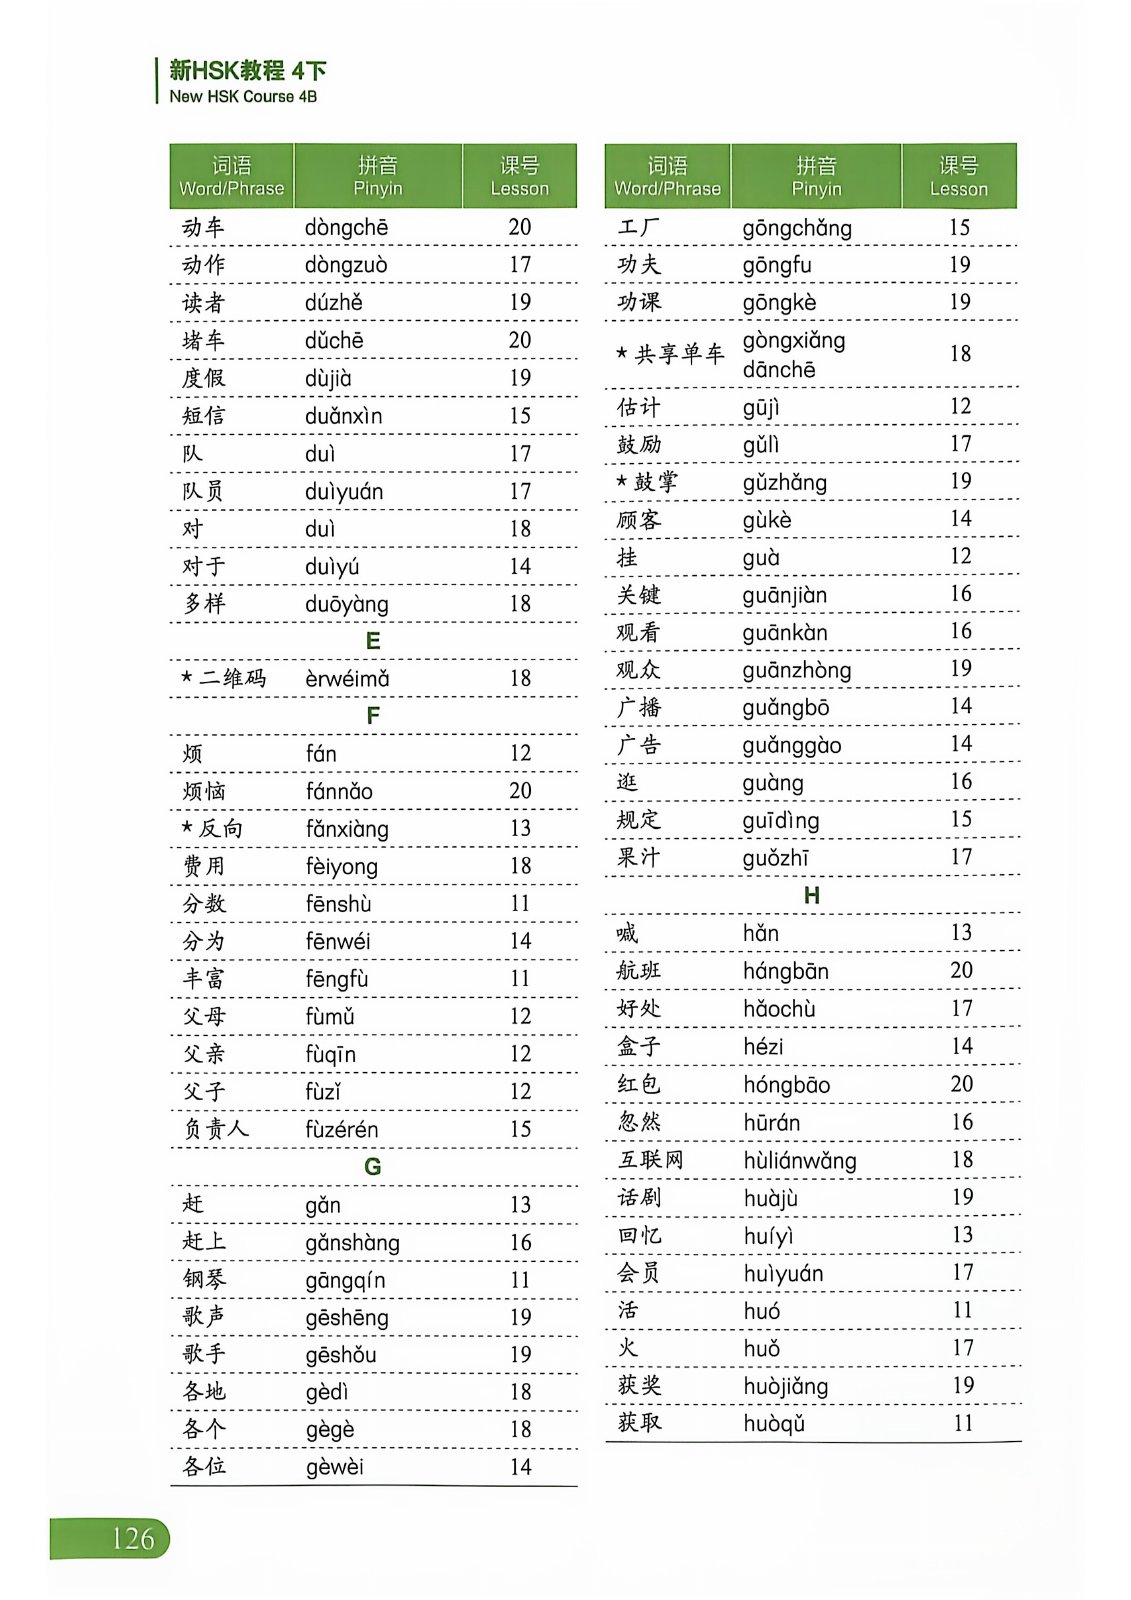 新HSK教程 4下
New HSK Course 4B
词语 拼音 课号
Word/Phrase Pinyin Lesson
动车 dòngchē 20
动作 dòngzuò 17
读者 dúzhě 19
堵车 dǔchē 20
度假 dùjià 19
短信 duǎnxìn 15
队 duì 17
队员 duìyuán 17
对 duì 18
对于 duìyú 14
多样 duōyàng 18
E
* 二维码 èrwéimǎ 18
F
烦 fán 12
烦恼 fánnǎo 20
* 反向 fǎnxiàng 13
费用 fèiyong 18
分数 fēnshù 11
分为 fēnwéi 14
丰富 fēngfù 11
父母 fùmǔ 12
父亲 fùqīn 12
父子 fùzǐ 12
负责人 fùzérén 15
G
赶 gǎn 13
赶上 gǎnshàng 16
钢琴 gāngqín 11
歌声 gēshēng 19
歌手 gēshǒu 19
各地 gèdì 18
各个 gègè 18
各位 gèwèi 14
词语 拼音 课号
Word/Phrase Pinyin Lesson
工厂 gōngchǎng 15
功夫 gōngfu 19
功课 gōngkè 19
* 共享单车 gòngxiǎng dānchē 18
估计 gūjì 12
鼓励 gǔlì 17
* 鼓掌 gǔzhǎng 19
顾客 gùkè 14
挂 guà 12
关键 guānjiàn 16
观看 guānkàn 16
观众 guānzhòng 19
广播 guǎngbō 14
广告 guǎnggào 14
逛 guàng 16
规定 guīdìng 15
果汁 guǒzhī 17
H
喊 hǎn 13
航班 hángbān 20
好处 hǎochù 17
盒子 hézi 14
红包 hóngbāo 20
忽然 hūrán 16
互联网 hùliánwǎng 18
话剧 huàjù 19
回忆 huíyì 13
会员 huìyuán 17
活 huó 11
火 huǒ 17
获奖 huòjiǎng 19
获取 huòqǔ 11
126